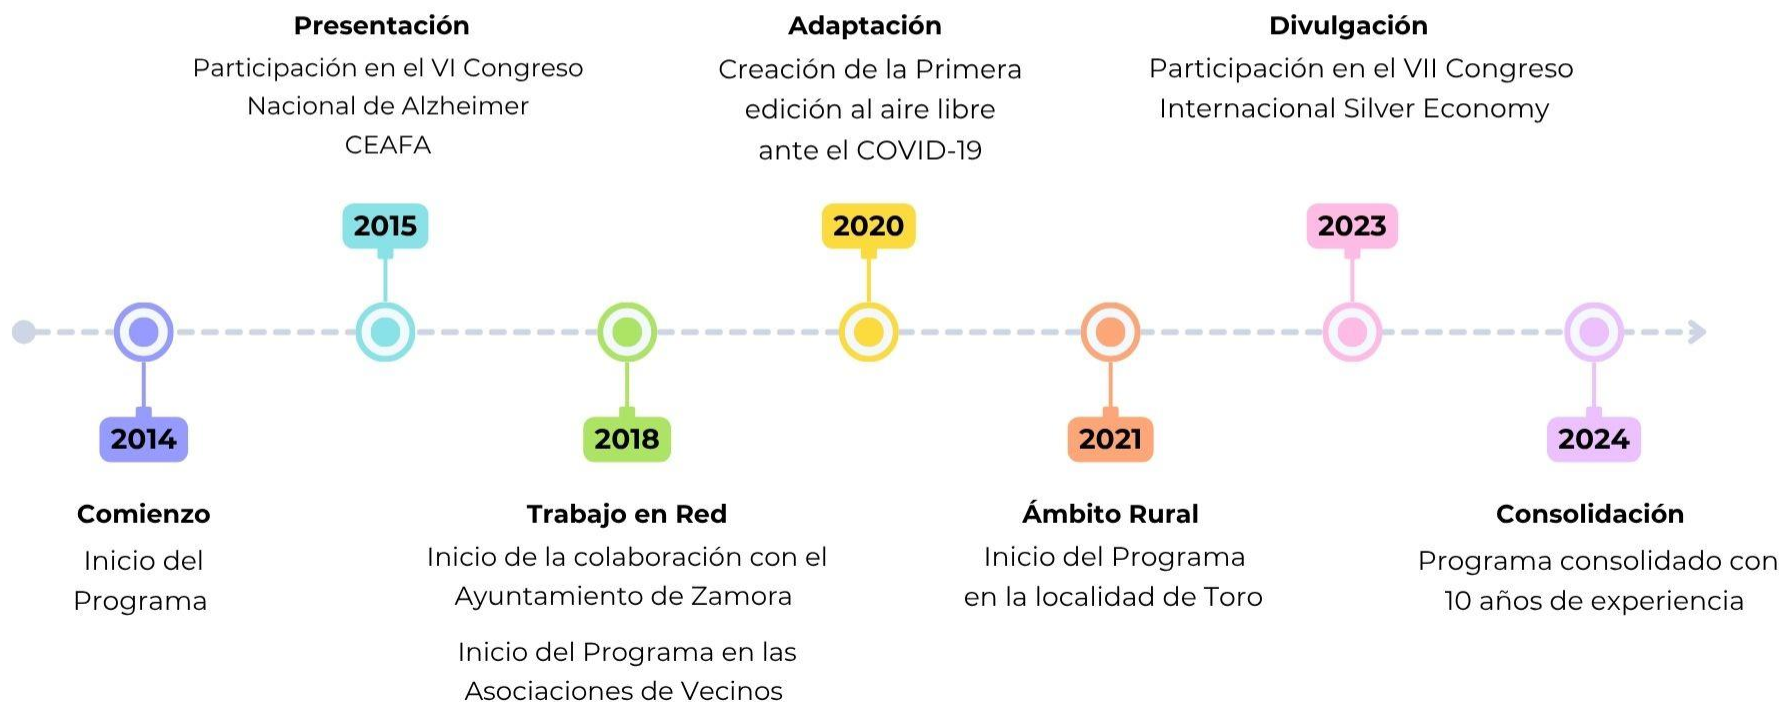 Presentación
Participación en el VI Congreso
Nacional de Alzheimer
CEAFA
Adaptación
Creación de la Primera
edición al aire libre
ante el COVID-19
Divulgación
Participación en el VII Congreso
Internacional Silver Economy
2015
2020
2023
2014
2018
2021
2024
Comienzo
Inicio del
Programa
Trabajo en Red
Inicio de la colaboración con el
Ayuntamiento de Zamora
Inicio del Programa en las
Asociaciones de Vecinos
Ámbito Rural
Inicio del Programa
en la localidad de Toro
Consolidación
Programa consolidado con
10 años de experiencia